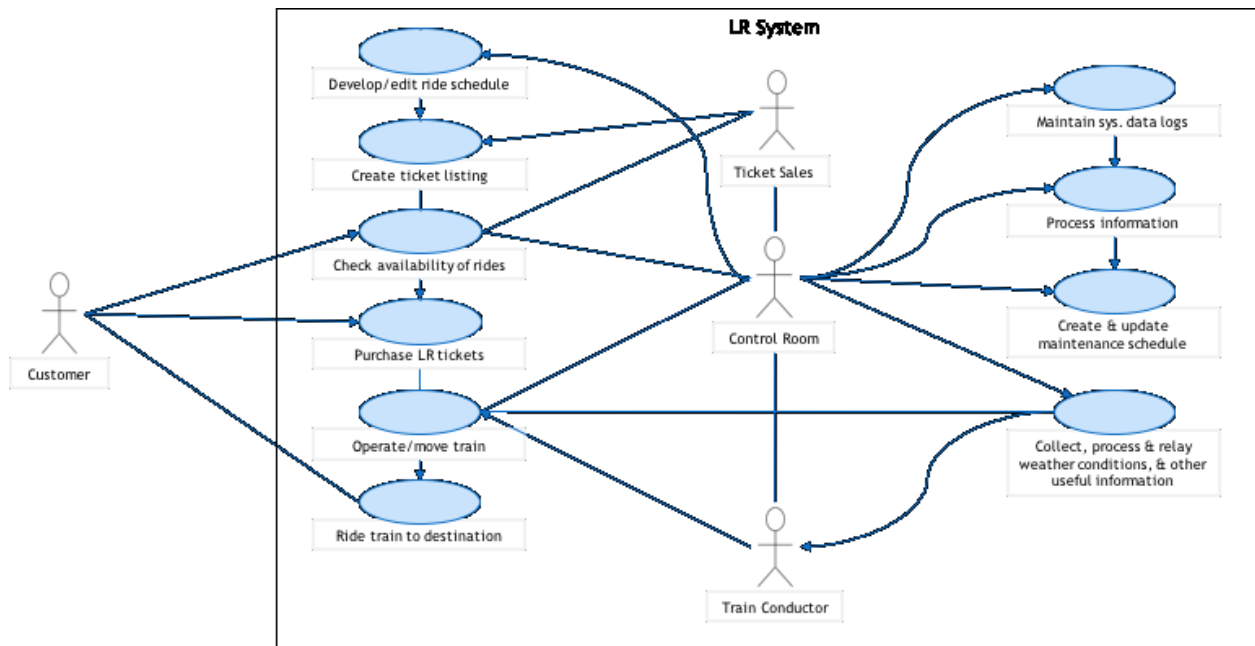 LR System
Develop/edit ride schedule
Create ticket listing
Check availability of rides
Purchase LR tickets
Operate/move train
Ride train to destination
Customer
Ticket Sales
Control Room
Train Conductor
Maintain sys. data logs
Process information
Create & update
maintenance schedule
Collect, process & relay
weather conditions, & other
useful information